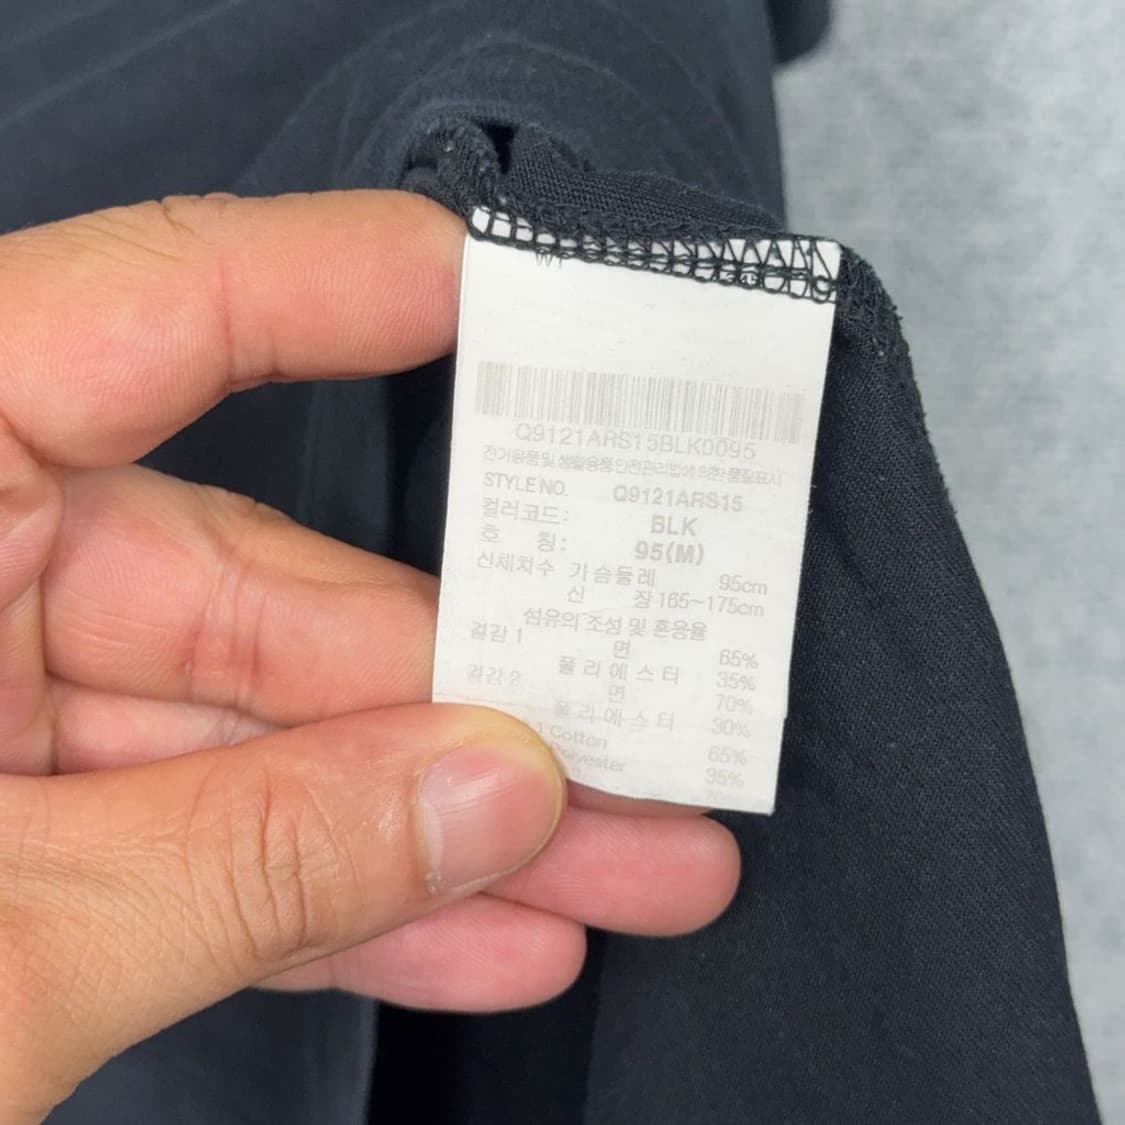 Q9121ARS15BLK0095
전기용품및 생활용품안전관리법에 의한 품질표시
STYLE NO. Q9121ARS15
컬러코드: BLK
호 칭: 95(M)
신체치수 가슴둘레 95cm
신 장 165~175cm
섬유의 조성 및 혼용율
겉감 1 면 65%
폴리에스터 35%
겉감 2 면 70%
폴리에스터 30%
1 Cotton 65%
Polyester 35%